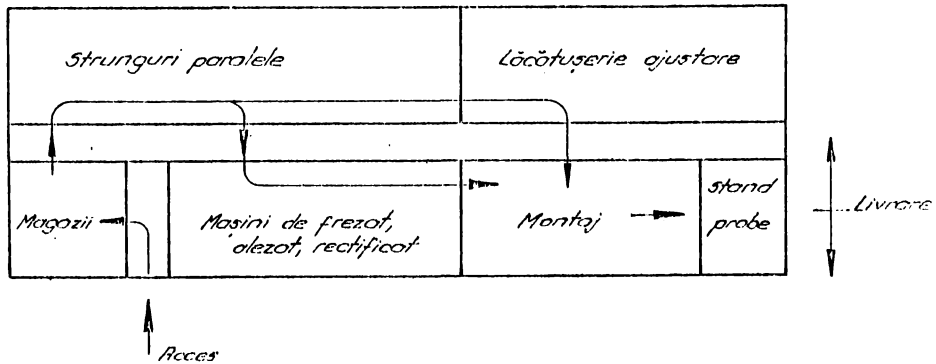 Strunguri paralele
Lăcătușerie ajustare
Magazii
Mașini de frezat,
alezat, rectificat
Montaj
stand
probe
Livrare
Acces